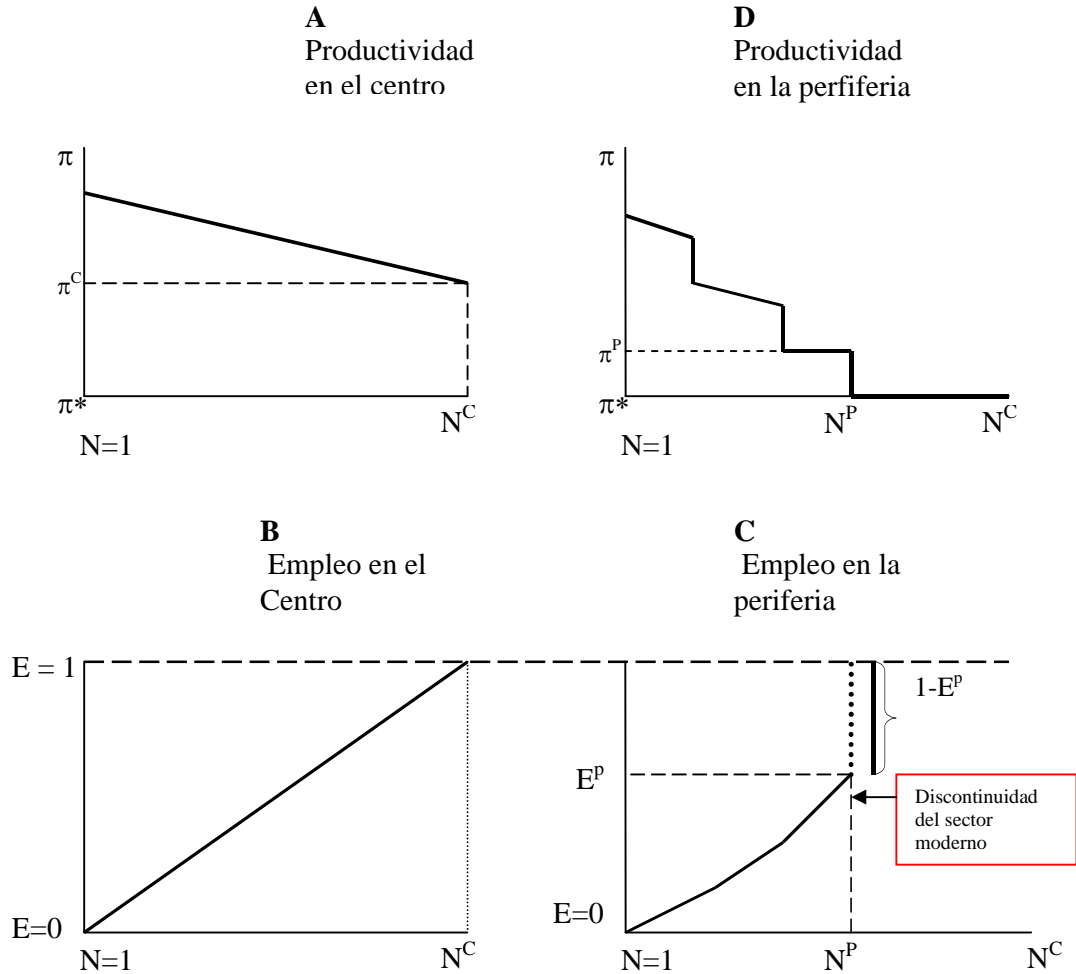 A
Productividad
en el centro
D
Productividad
en la perfiferia
π
π^C
π*
N^C
N=1
π
π^P
π*
N^P
N^C
N=1
B
Empleo en el
Centro
C
Empleo en la
periferia
E = 1
E=0
N=1
N^C
1-E^p
E^p
Discontinuidad
del sector
moderno
E=0
N=1
N^P
N^C